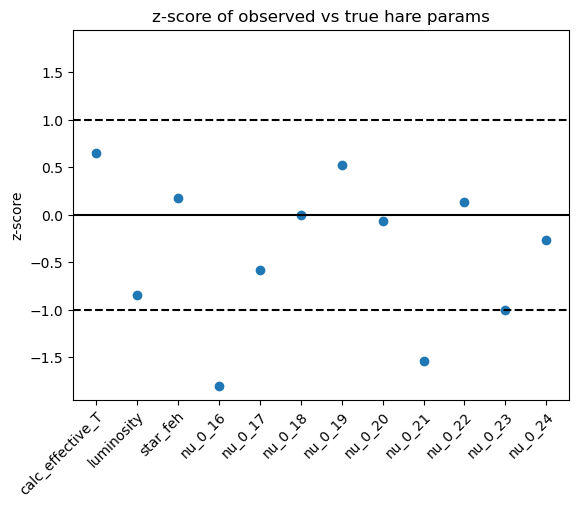 z-score of observed vs true hare params
z-score
1.5
1.0
0.5
0.0
−0.5
−1.0
−1.5
calc_effective_T
luminosity
star_feh
nu_0_16
nu_0_17
nu_0_18
nu_0_19
nu_0_20
nu_0_21
nu_0_22
nu_0_23
nu_0_24